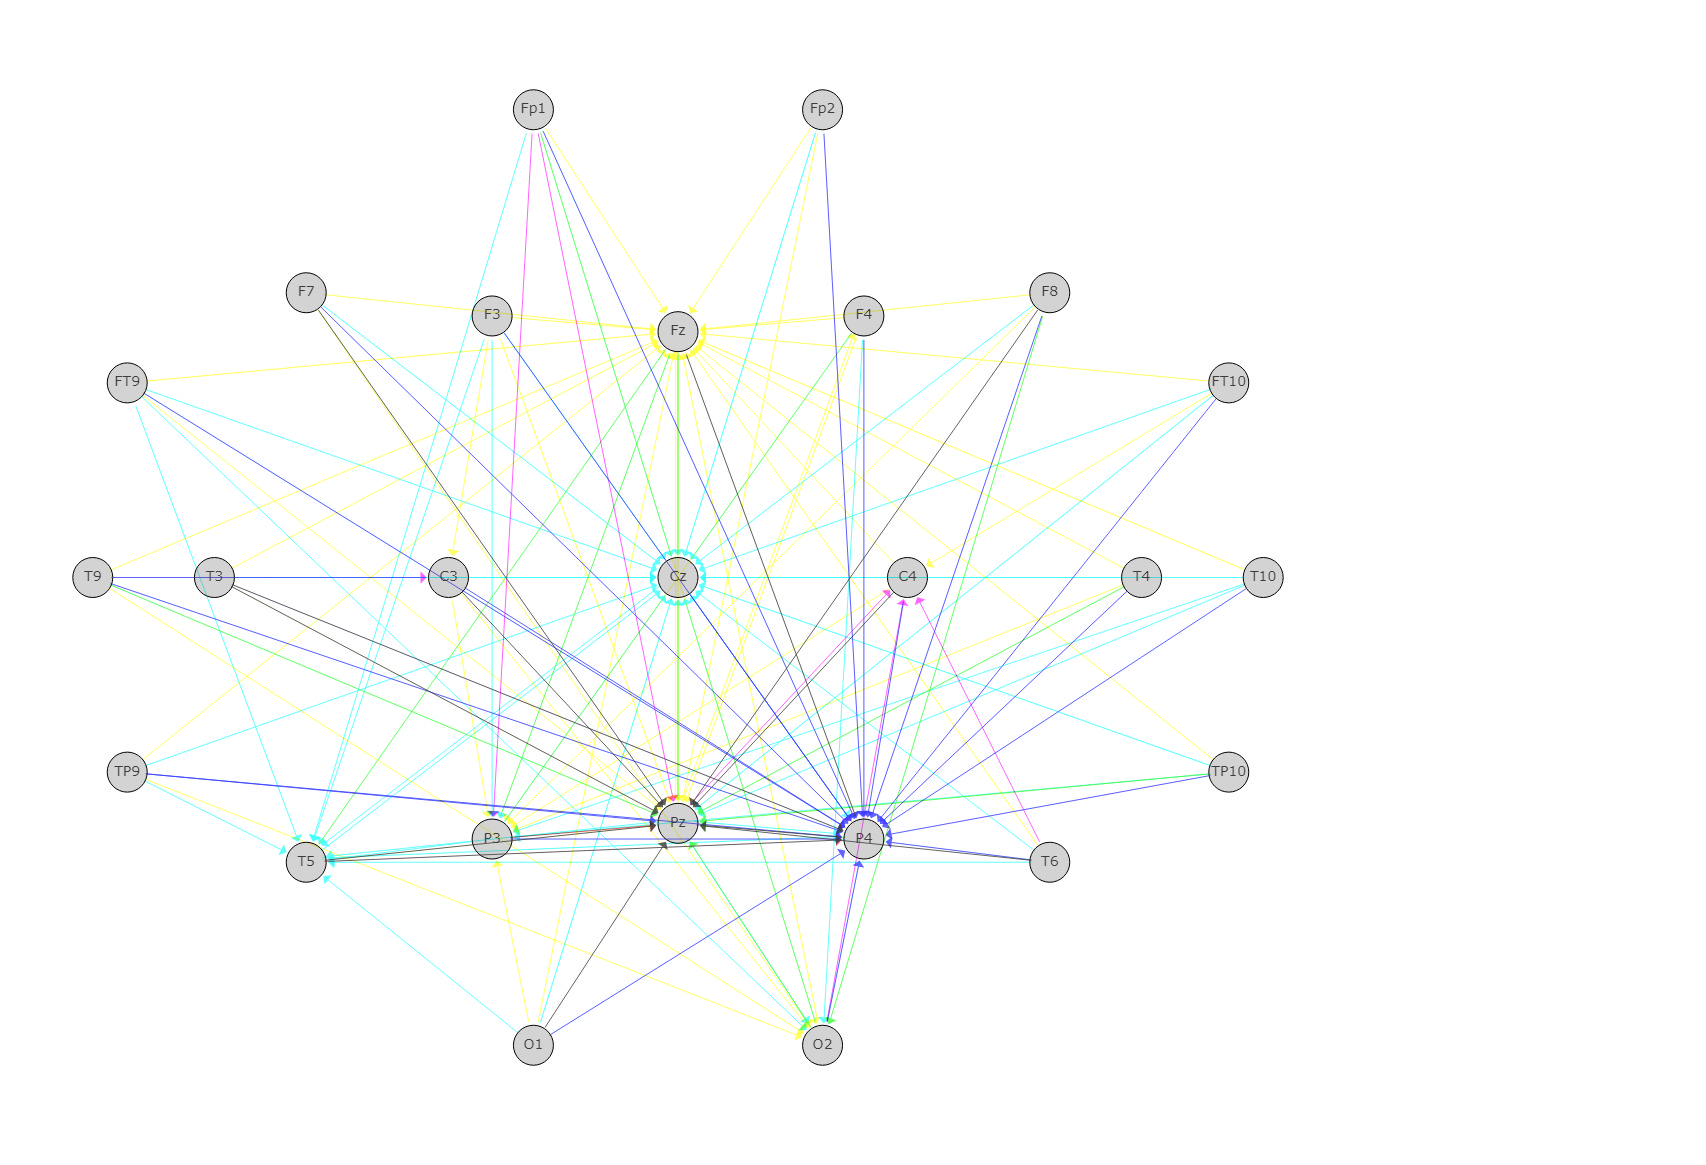 Fp1 Fp2
F7 F3 Fz F4 F8
FT9 FT10
T9 T3 C3 Cz C4 T4 T10
TP9 TP10
T5 P3 Pz P4 T6
O1 O2